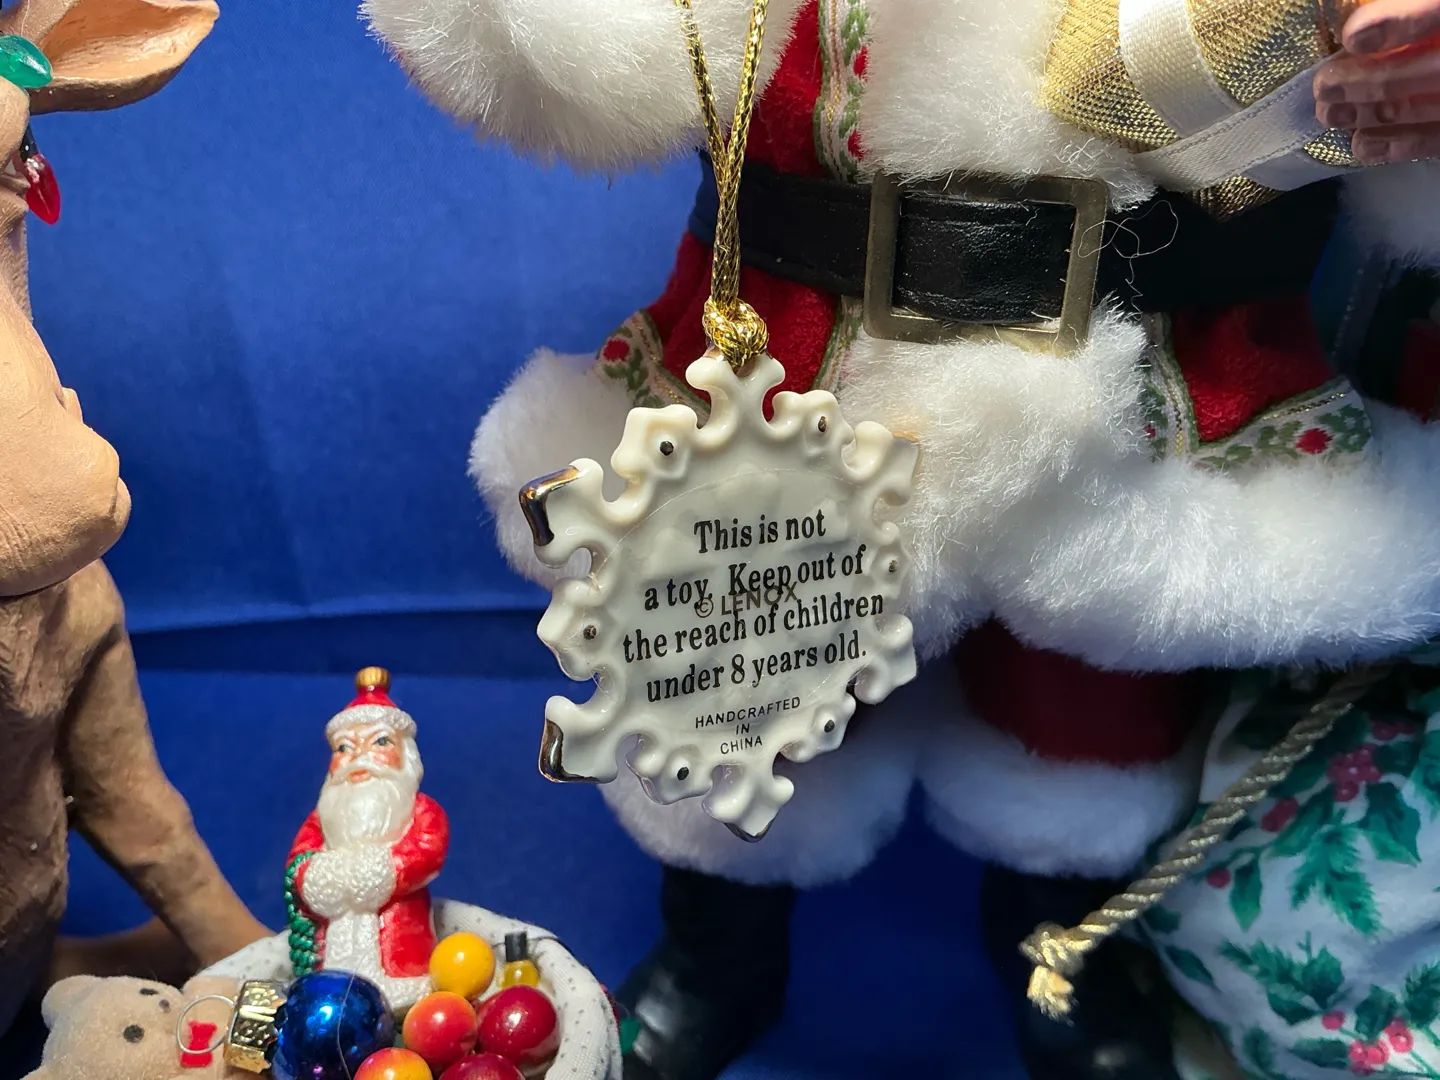 This is not
a toy. Keep out of
© LENOX
the reach of children
under 8 years old.
HANDCRAFTED
IN
CHINA